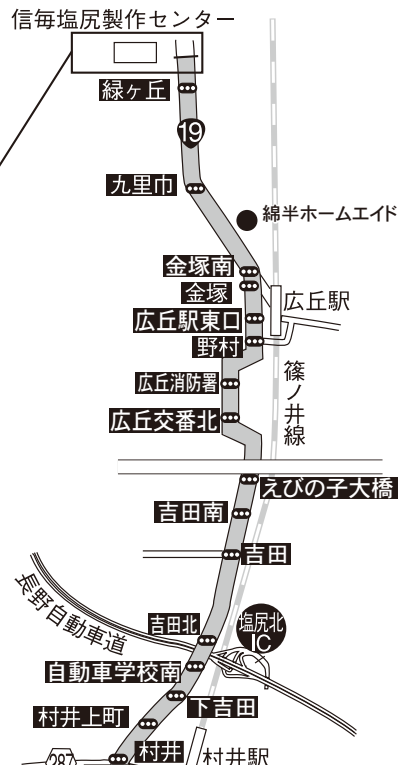 信毎塩尻製作センター
緑ヶ丘
19
九里巾
綿半ホームエイド
金塚南
金塚
広丘駅
広丘駅東口
野村
篠ノ井線
広丘消防署
広丘交番北
えびの子大橋
吉田南
吉田
長野自動車道
吉田北
塩尻北
IC
自動車学校南
下吉田
村井上町
村井
村井駅
287